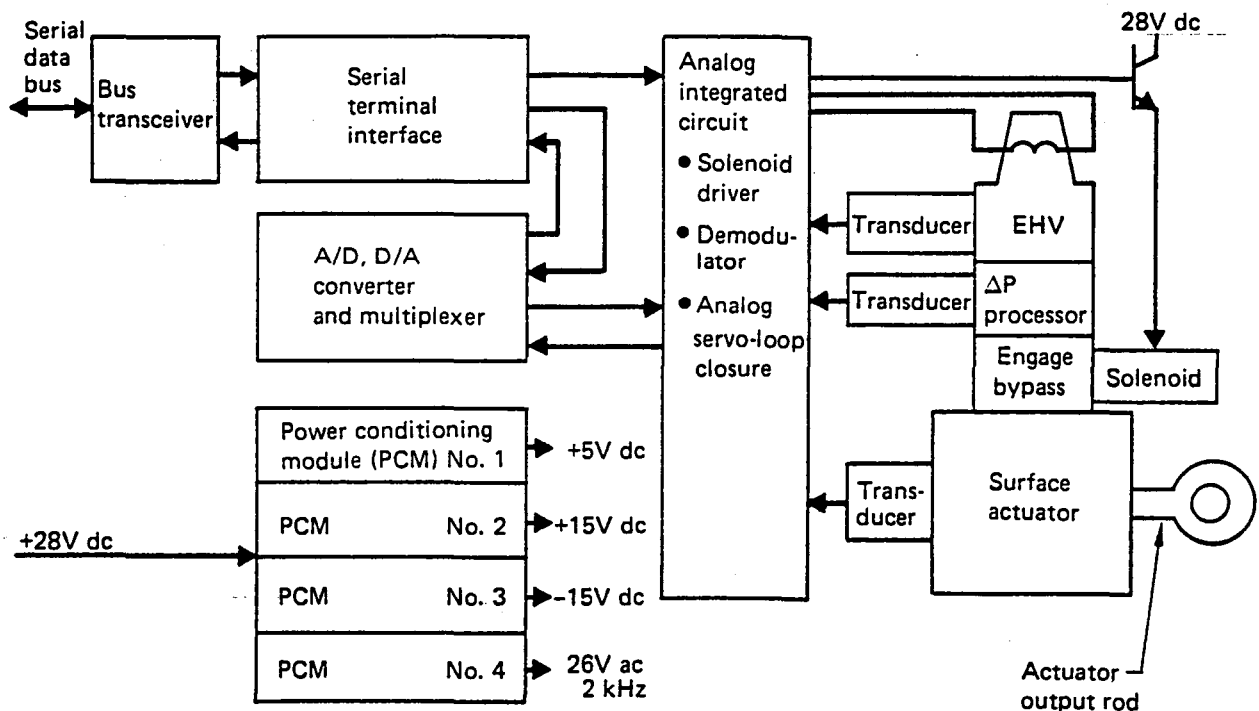 Serial
data
bus
Bus
transceiver
Serial
terminal
interface
A/D, D/A
converter
and multiplexer
Analog
integrated
circuit
• Solenoid
driver
• Demodu-
lator
• Analog
servo-loop
closure
28V dc
Transducer
EHV
Transducer
ΔP
processor
Engage
bypass
Solenoid
Trans-
ducer
Surface
actuator
Actuator
output rod
+28V dc
Power conditioning
module (PCM) No. 1
+5V dc
PCM No. 2
+15V dc
PCM No. 3
-15V dc
PCM No. 4
26V ac
2 kHz